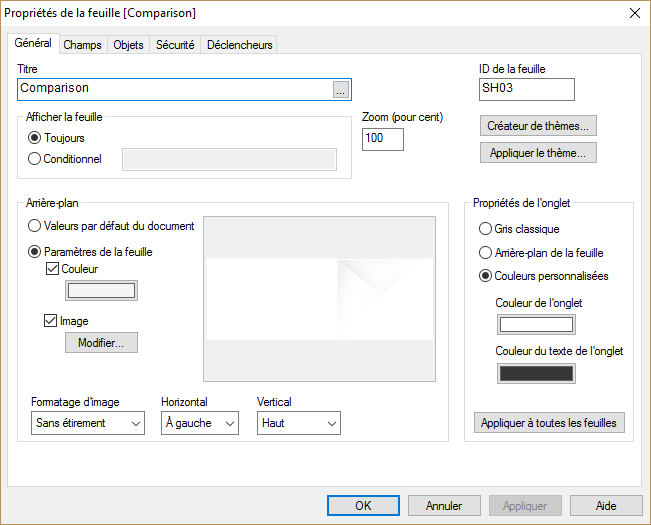 Propriétés de la feuille [Comparison]
Général Champs Objets Sécurité Déclencheurs
Titre
Comparison
...
ID de la feuille
SH03
Afficher la feuille
Toujours
Conditionnel
Zoom (pour cent)
100
Créateur de thèmes...
Appliquer le thème...
Arrière-plan
Valeurs par défaut du document
Paramètres de la feuille
Couleur
Image
Modifier...
Formatage d'image
Sans étirement
Horizontal
À gauche
Vertical
Haut
Propriétés de l'onglet
Gris classique
Arrière-plan de la feuille
Couleurs personnalisées
Couleur de l'onglet
Couleur du texte de l'onglet
Appliquer à toutes les feuilles
OK
Annuler
Appliquer
Aide